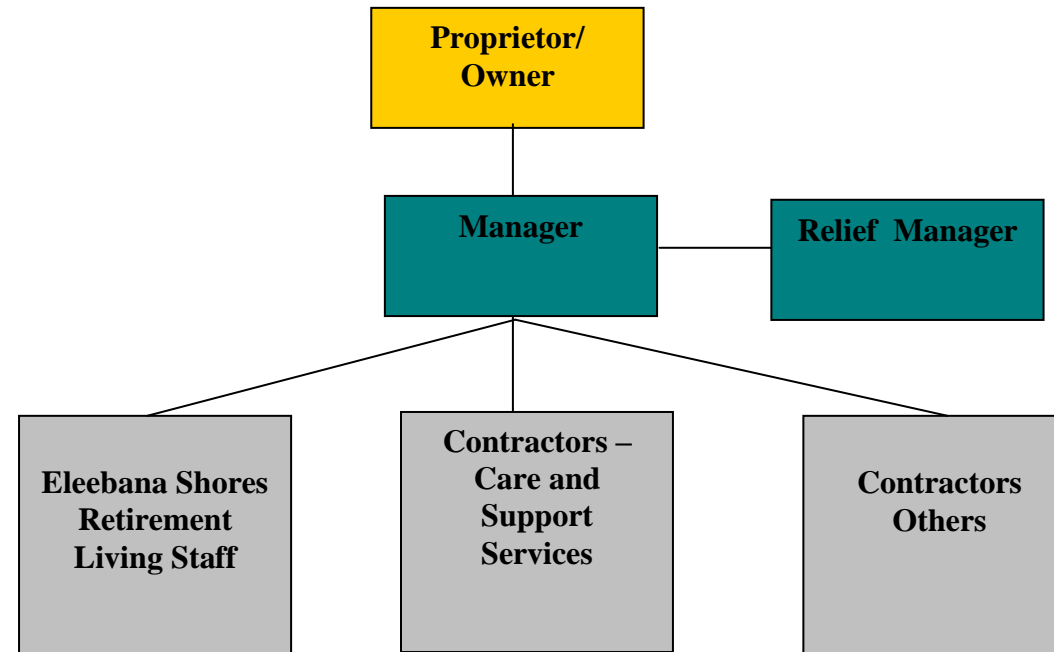 Proprietor/
Owner
Manager
Relief Manager
Eleebana Shores
Retirement
Living Staff
Contractors –
Care and
Support
Services
Contractors
Others